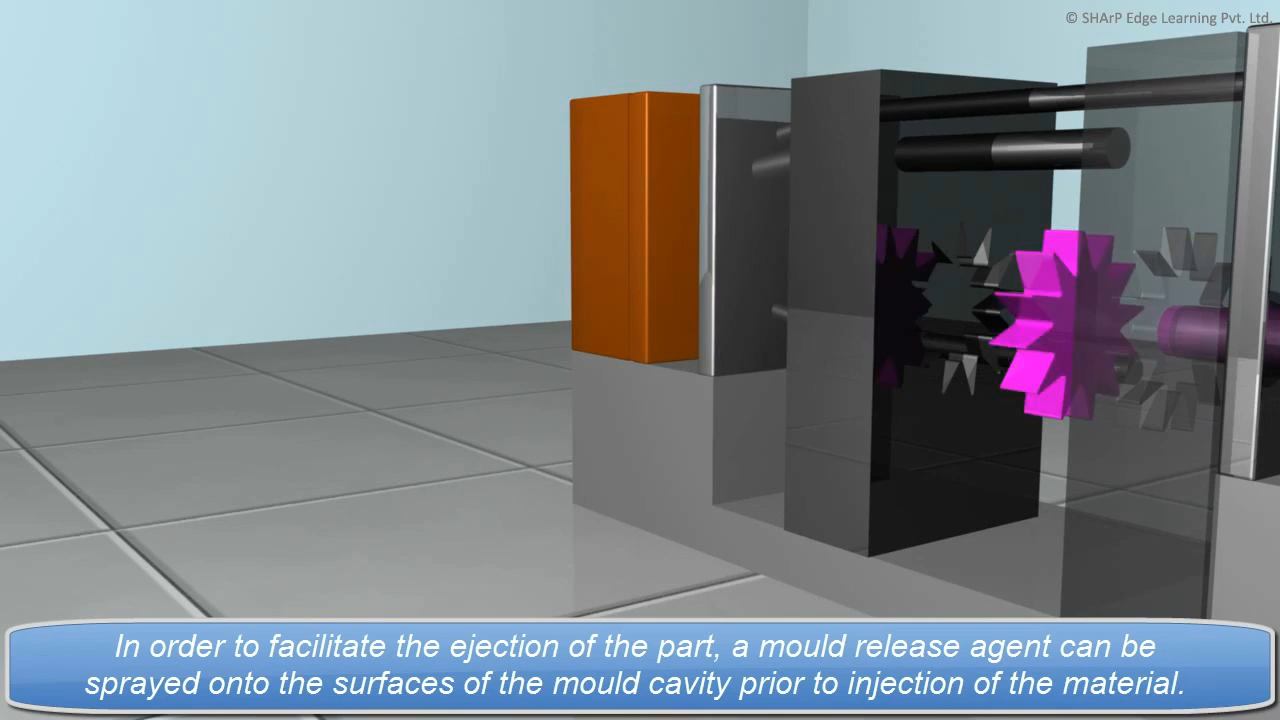 © SHArP Edge Learning Pvt. Ltd.
In order to facilitate the ejection of the part, a mould release agent can be
sprayed onto the surfaces of the mould cavity prior to injection of the material.